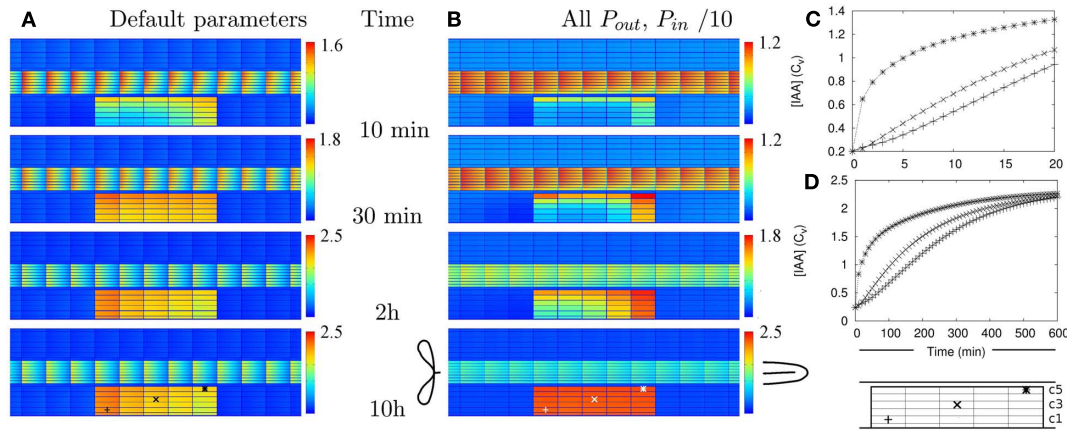 A Default parameters Time B All P_out, P_in /10
1.6
1.2
10 min
1.8
1.2
30 min
2.5
1.8
2h
2.5
2.5
10h
C
[IAA] (C_v)
1.4
1.2
1
0.8
0.6
0.4
0.2
0 5 10 15 20
D
[IAA] (C_v)
2.5
2
1.5
1
0.5
0
0 100 200 300 400 500 600
Time (min)
c5
c3
c1